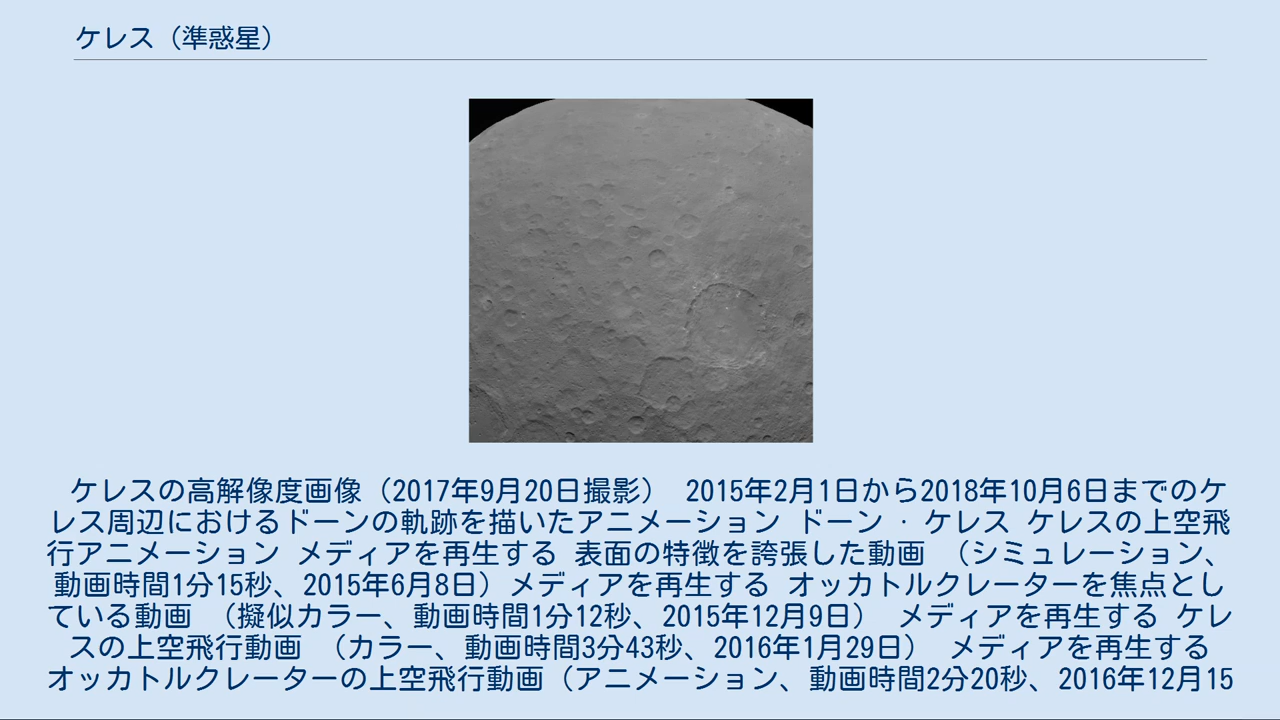 ケレス（準惑星）
ケレスの高解像度画像（2017年9月20日撮影） 2015年2月1日から2018年10月6日までのケ
レス周辺におけるドーンの軌跡を描いたアニメーション ドーン · ケレス ケレスの上空飛
行アニメーション メディアを再生する 表面の特徴を誇張した動画 （シミュレーション、
動画時間1分15秒、2015年6月8日）メディアを再生する オッカトルクレーターを焦点とし
ている動画 （擬似カラー、動画時間1分12秒、2015年12月9日） メディアを再生する ケレ
スの上空飛行動画 （カラー、動画時間3分43秒、2016年1月29日） メディアを再生する
オッカトルクレーターの上空飛行動画（アニメーション、動画時間2分20秒、2016年12月15